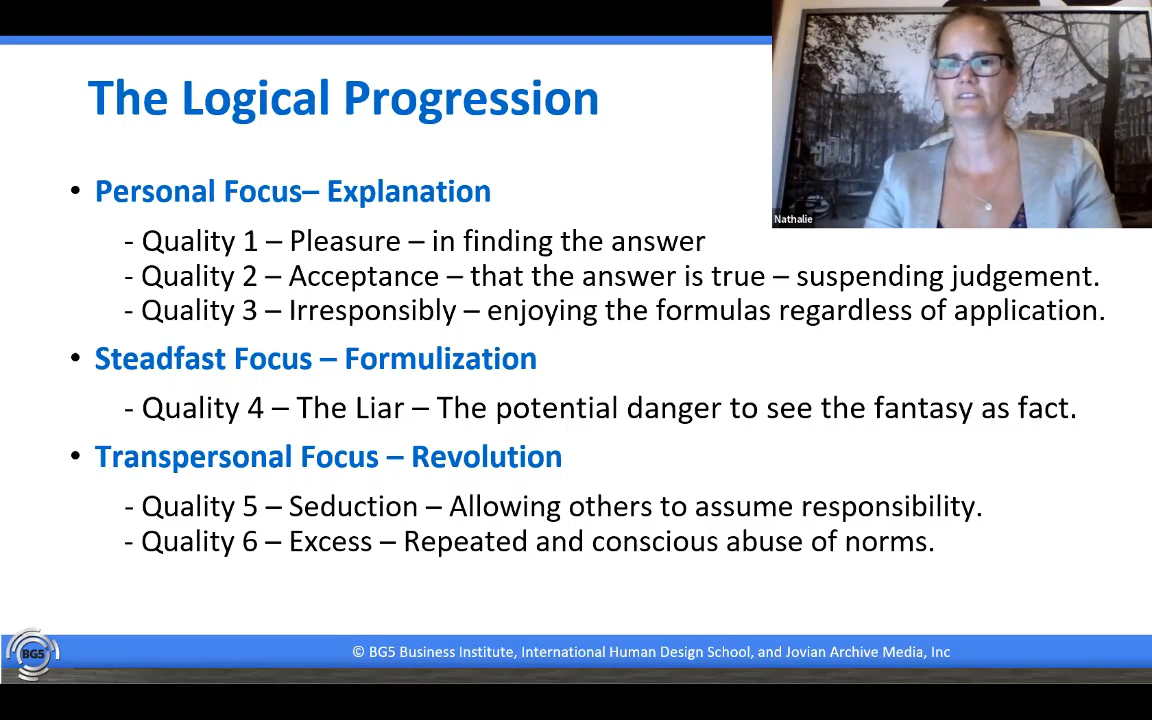 The Logical Progression
Nathalie
• Personal Focus– Explanation
- Quality 1 – Pleasure – in finding the answer
- Quality 2 – Acceptance – that the answer is true – suspending judgement.
- Quality 3 – Irresponsibly – enjoying the formulas regardless of application.
• Steadfast Focus – Formulization
- Quality 4 – The Liar – The potential danger to see the fantasy as fact.
• Transpersonal Focus – Revolution
- Quality 5 – Seduction – Allowing others to assume responsibility.
- Quality 6 – Excess – Repeated and conscious abuse of norms.
BG5
© BG5 Business Institute, International Human Design School, and Jovian Archive Media, Inc